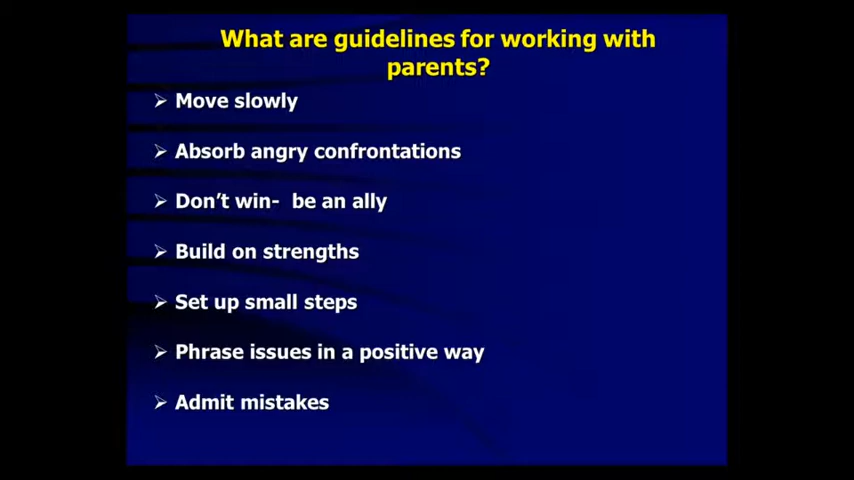 What are guidelines for working with
parents?
Move slowly
Absorb angry confrontations
Don't win- be an ally
Build on strengths
Set up small steps
Phrase issues in a positive way
Admit mistakes